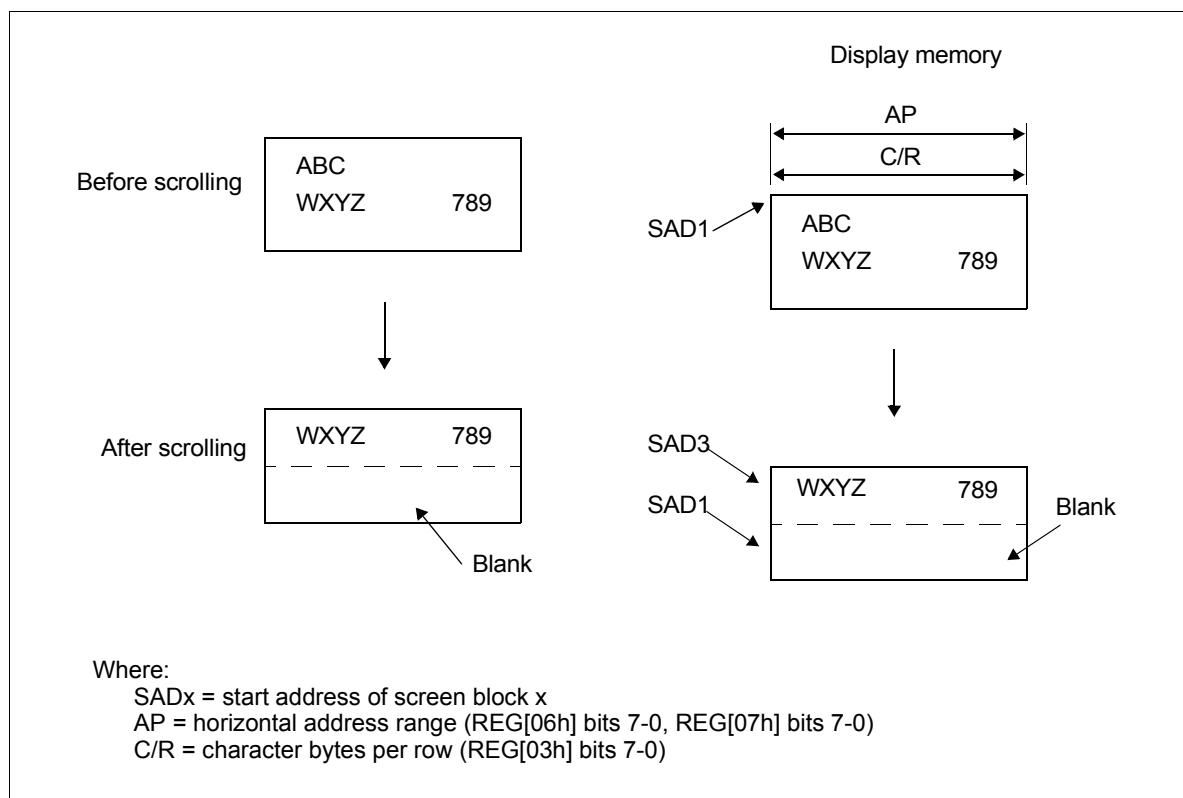 Display memory
AP
C/R
Before scrolling
ABC
WXYZ 789
SAD1
ABC
WXYZ 789
After scrolling
WXYZ 789
Blank
SAD3
SAD1
WXYZ 789
Blank
Where:
SADx = start address of screen block x
AP = horizontal address range (REG[06h] bits 7-0, REG[07h] bits 7-0)
C/R = character bytes per row (REG[03h] bits 7-0)